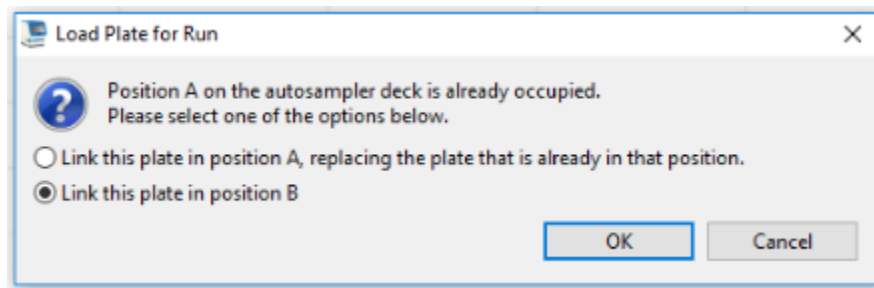 Load Plate for Run
Position A on the autosampler deck is already occupied.
Please select one of the options below.
Link this plate in position A, replacing the plate that is already in that position.
Link this plate in position B
OK
Cancel